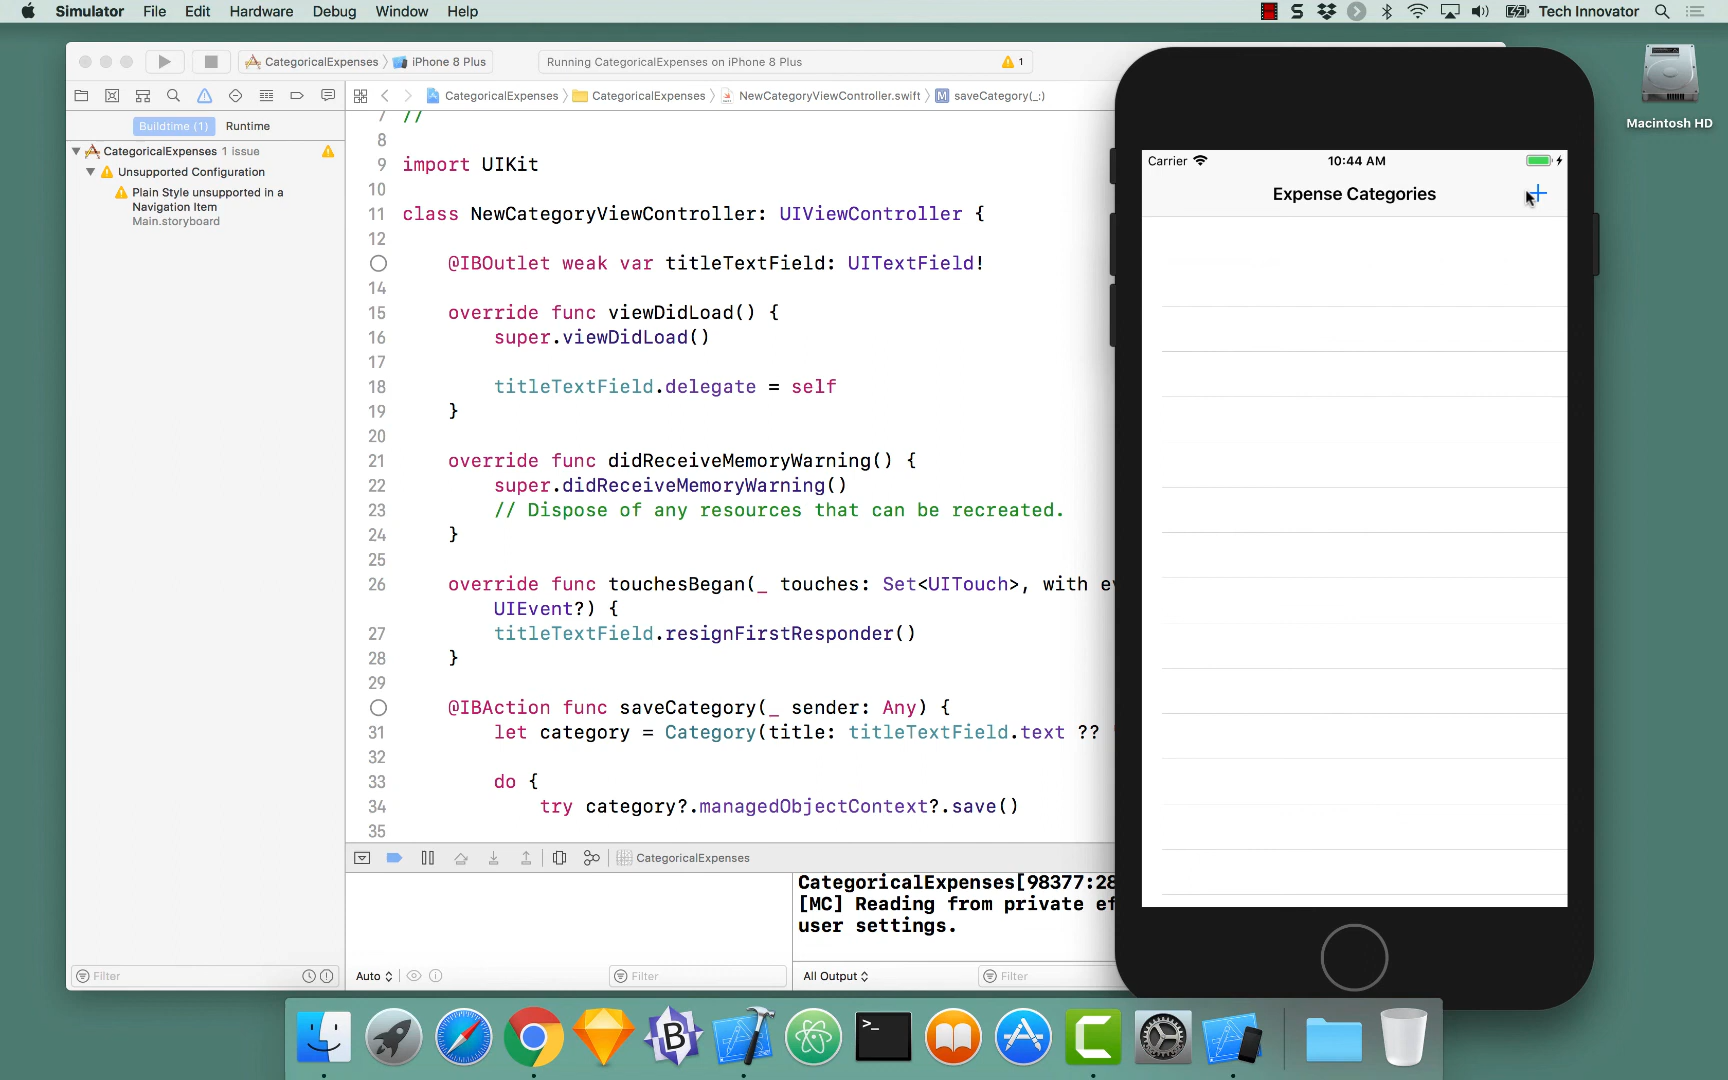 Simulator File Edit Hardware Debug Window Help
S Tech Innovator
CategoricalExpenses iPhone 8 Plus
Running CategoricalExpenses on iPhone 8 Plus 1
CategoricalExpenses CategoricalExpenses NewCategoryViewController.swift M saveCategory(_:)
Buildtime (1) Runtime
CategoricalExpenses 1 issue
Unsupported Configuration
Plain Style unsupported in a
Navigation Item
Main.storyboard
7 //
8
9 import UIKit
10
11 class NewCategoryViewController: UIViewController {
12
@IBOutlet weak var titleTextField: UITextField!
14
15 override func viewDidLoad() {
16 super.viewDidLoad()
17
18 titleTextField.delegate = self
19 }
20
21 override func didReceiveMemoryWarning() {
22 super.didReceiveMemoryWarning()
23 // Dispose of any resources that can be recreated.
24 }
25
26 override func touchesBegan(_ touches: Set<UITouch>, with ev
UIEvent?) {
27 titleTextField.resignFirstResponder()
28 }
29
@IBAction func saveCategory(_ sender: Any) {
31 let category = Category(title: titleTextField.text ??
32
33 do {
34 try category?.managedObjectContext?.save()
35
CategoricalExpenses
CategoricalExpenses[98377:28
[MC] Reading from private ef
user settings.
Filter
Auto
Filter
All Output
Filter
Carrier 10:44 AM
Expense Categories
Macintosh HD